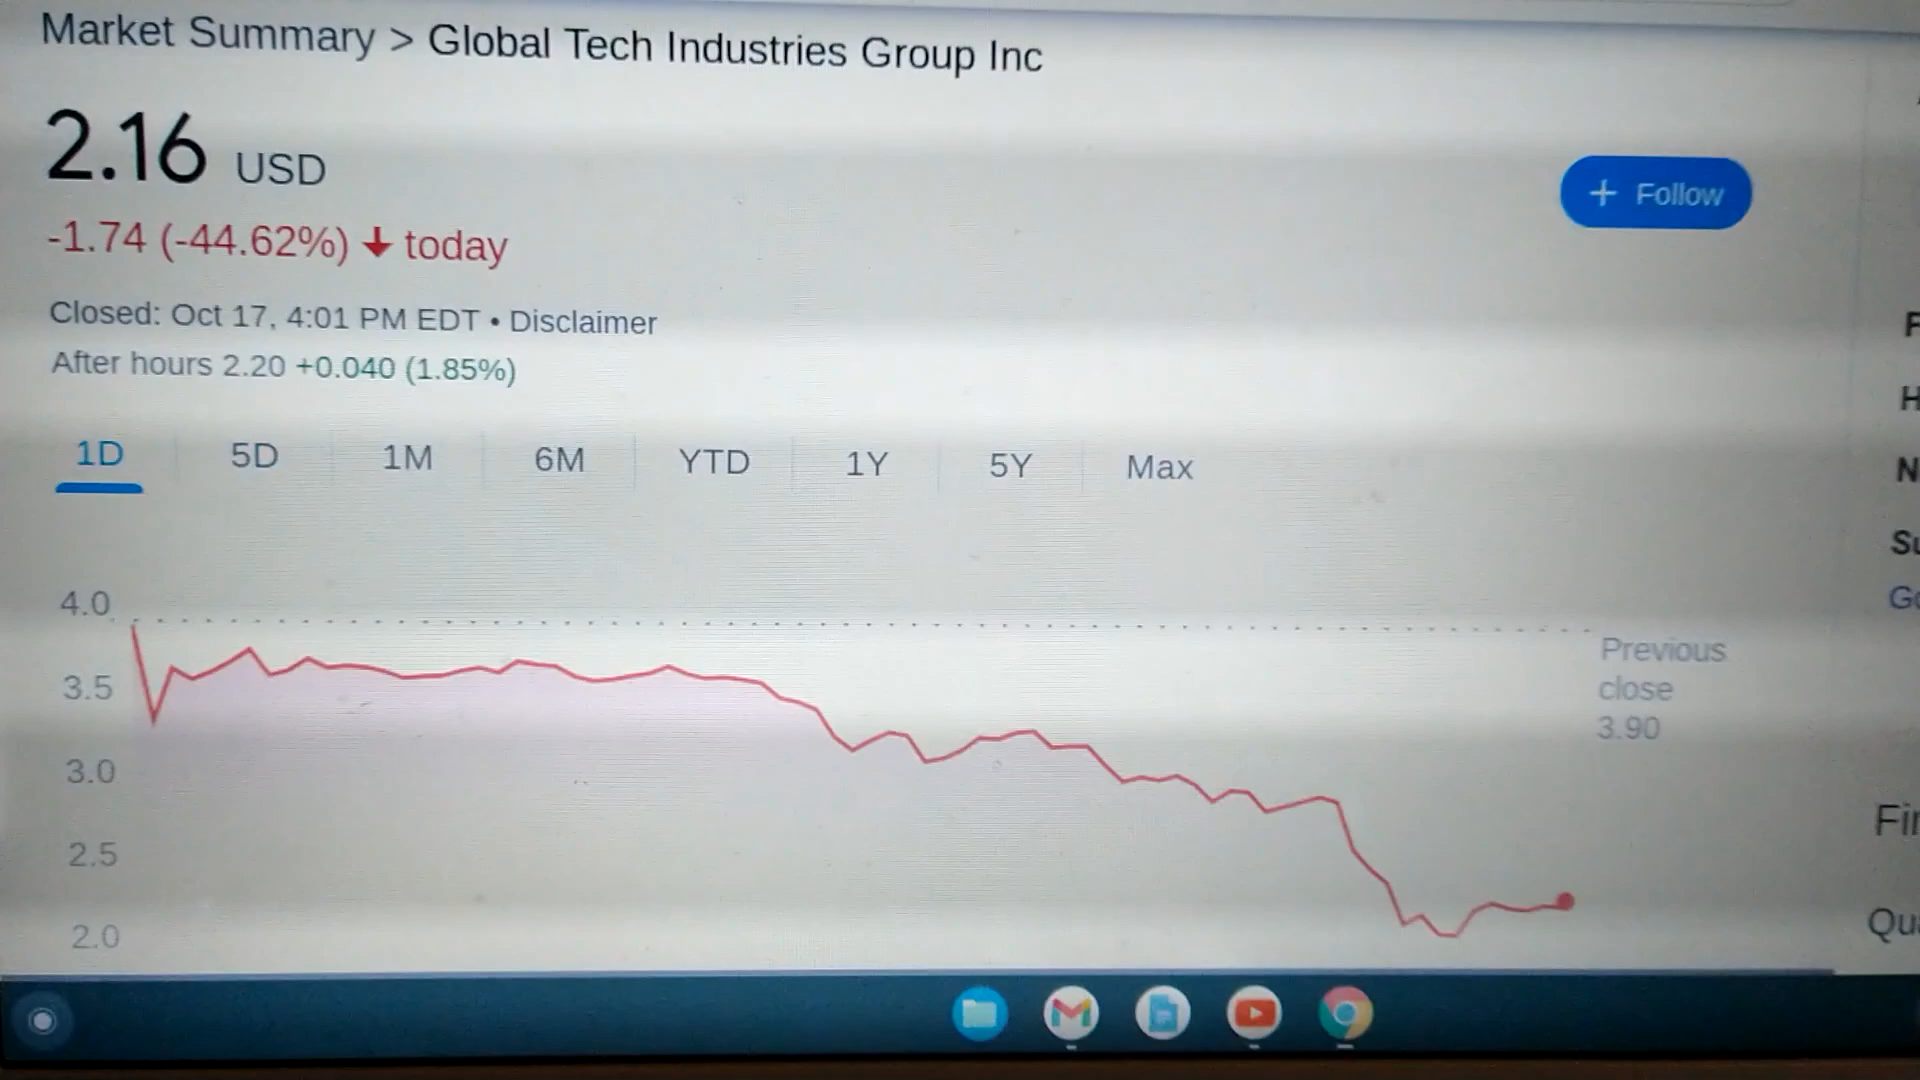 Market Summary > Global Tech Industries Group Inc
2.16 USD
+ Follow
-1.74 (-44.62%) ↓ today
Closed: Oct 17, 4:01 PM EDT • Disclaimer
After hours 2.20 +0.040 (1.85%)
1D 5D 1M 6M YTD 1Y 5Y Max
4.0
3.5
3.0
2.5
2.0
Previous
close
3.90